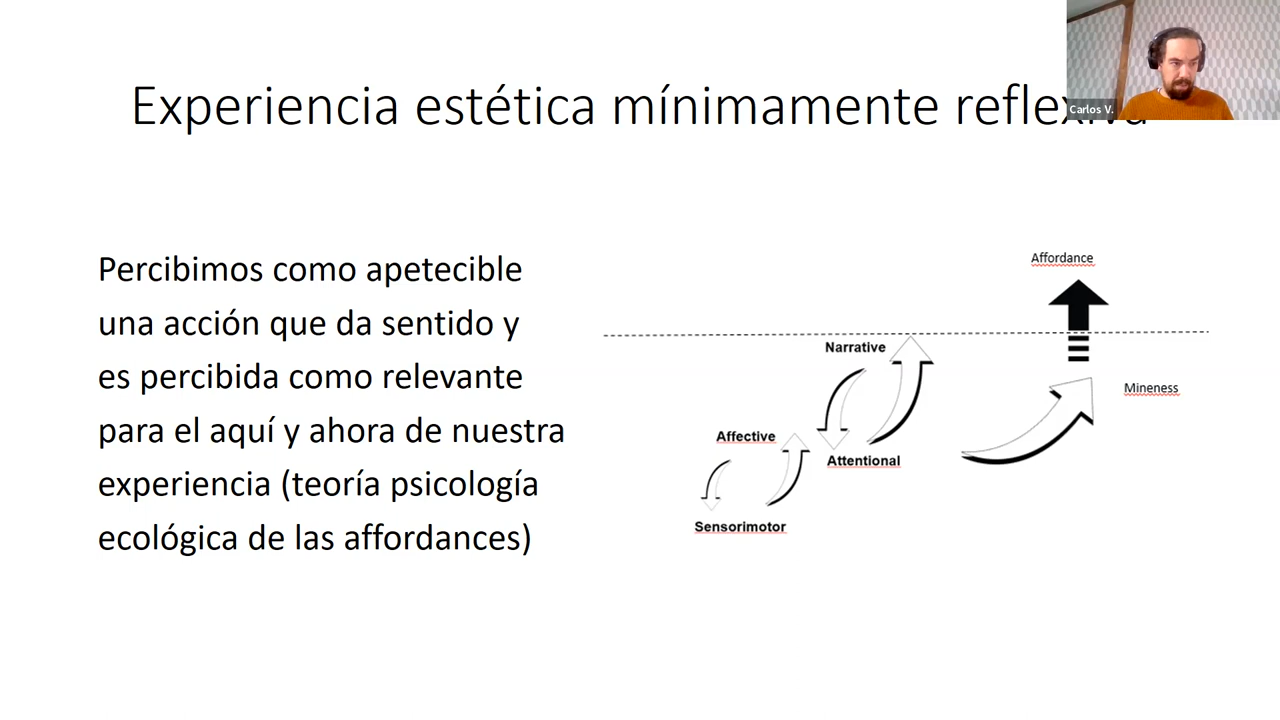 Experiencia estética mínimamente reflexiva
Carlos V.
Percibimos como apetecible
una acción que da sentido y
es percibida como relevante
para el aquí y ahora de nuestra
experiencia (teoría psicología
ecológica de las affordances)
Affordance
Narrative
Mineness
Affective
Attentional
Sensorimotor